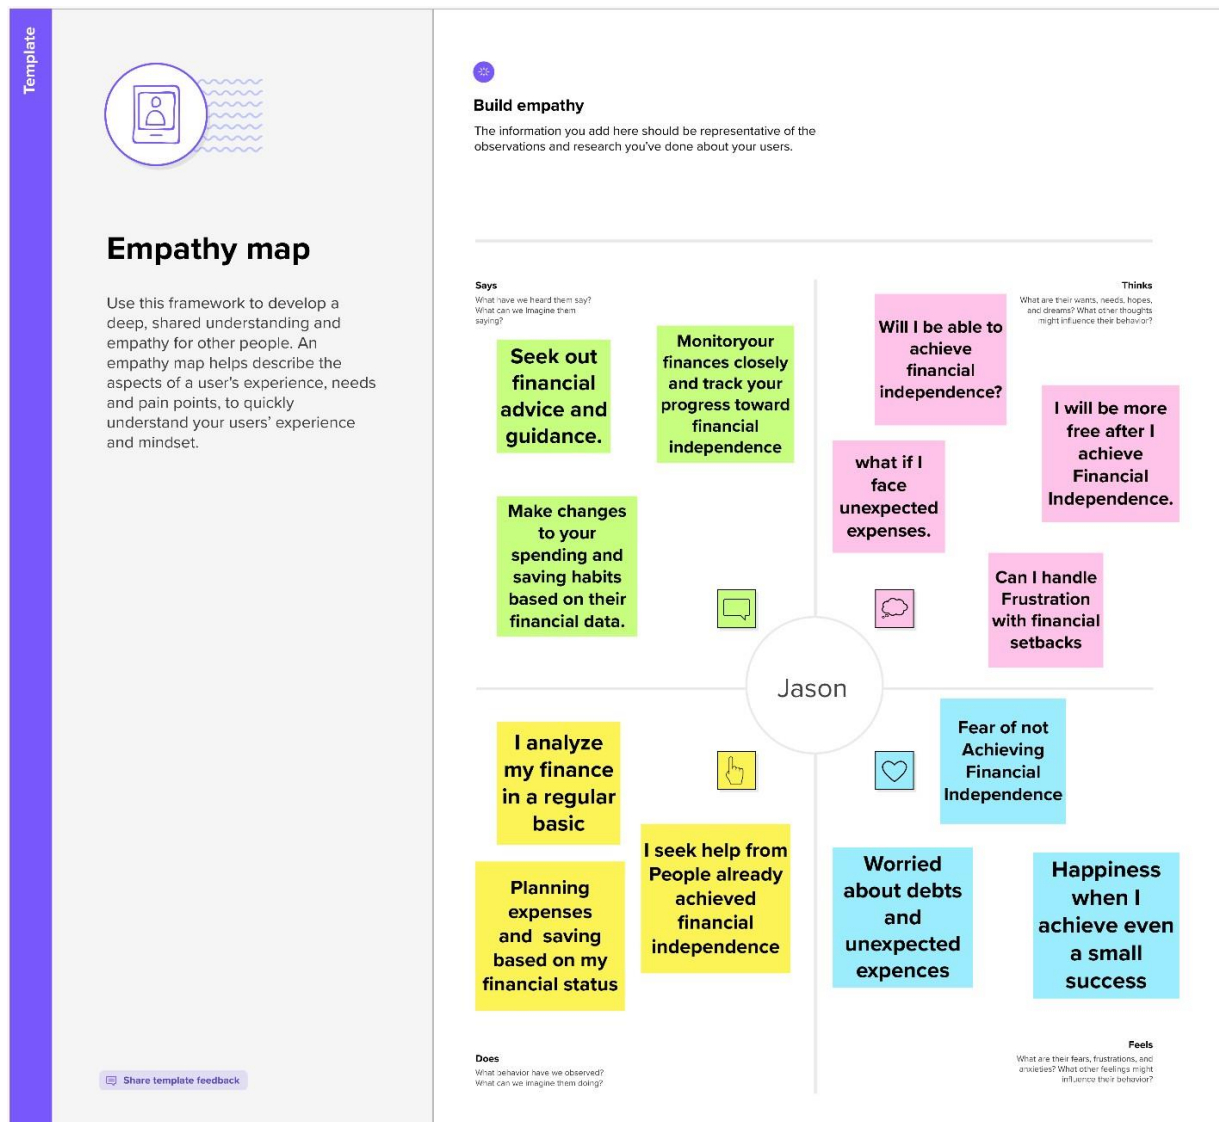 Template
Empathy map
Use this framework to develop a
deep, shared understanding and
empathy for other people. An
empathy map helps describe the
aspects of a user's experience, needs
and pain points, to quickly
understand your users' experience
and mindset.
Share template feedback
Build empathy
The information you add here should be representative of the
observations and research you've done about your users.
Says
What have we heard them say?
What can we imagine them
saying?
Seek out
financial
advice and
guidance.
Monitoryour
finances closely
and track your
progress toward
financial
independence
Make changes
to your
spending and
saving habits
based on their
financial data.
Thinks
What are their wants, needs, hopes,
and dreams? What other thoughts
might influence their behavior?
Will I be able to
achieve
financial
independence?
I will be more
free after I
achieve
Financial
Independence.
what if I
face
unexpected
expenses.
Can I handle
Frustration
with financial
setbacks
Jason
I analyze
my finance
in a regular
basic
I seek help from
People already
achieved
financial
independence
Planning
expenses
and saving
based on my
financial status
Does
What behavior have we observed?
What can we imagine them doing?
Fear of not
Achieving
Financial
Independence
Worried
about debts
and
unexpected
expences
Happiness
when I
achieve even
a small
success
Feels
What are their fears, frustrations, and
anxieties? What other feelings might
influence their behavior?